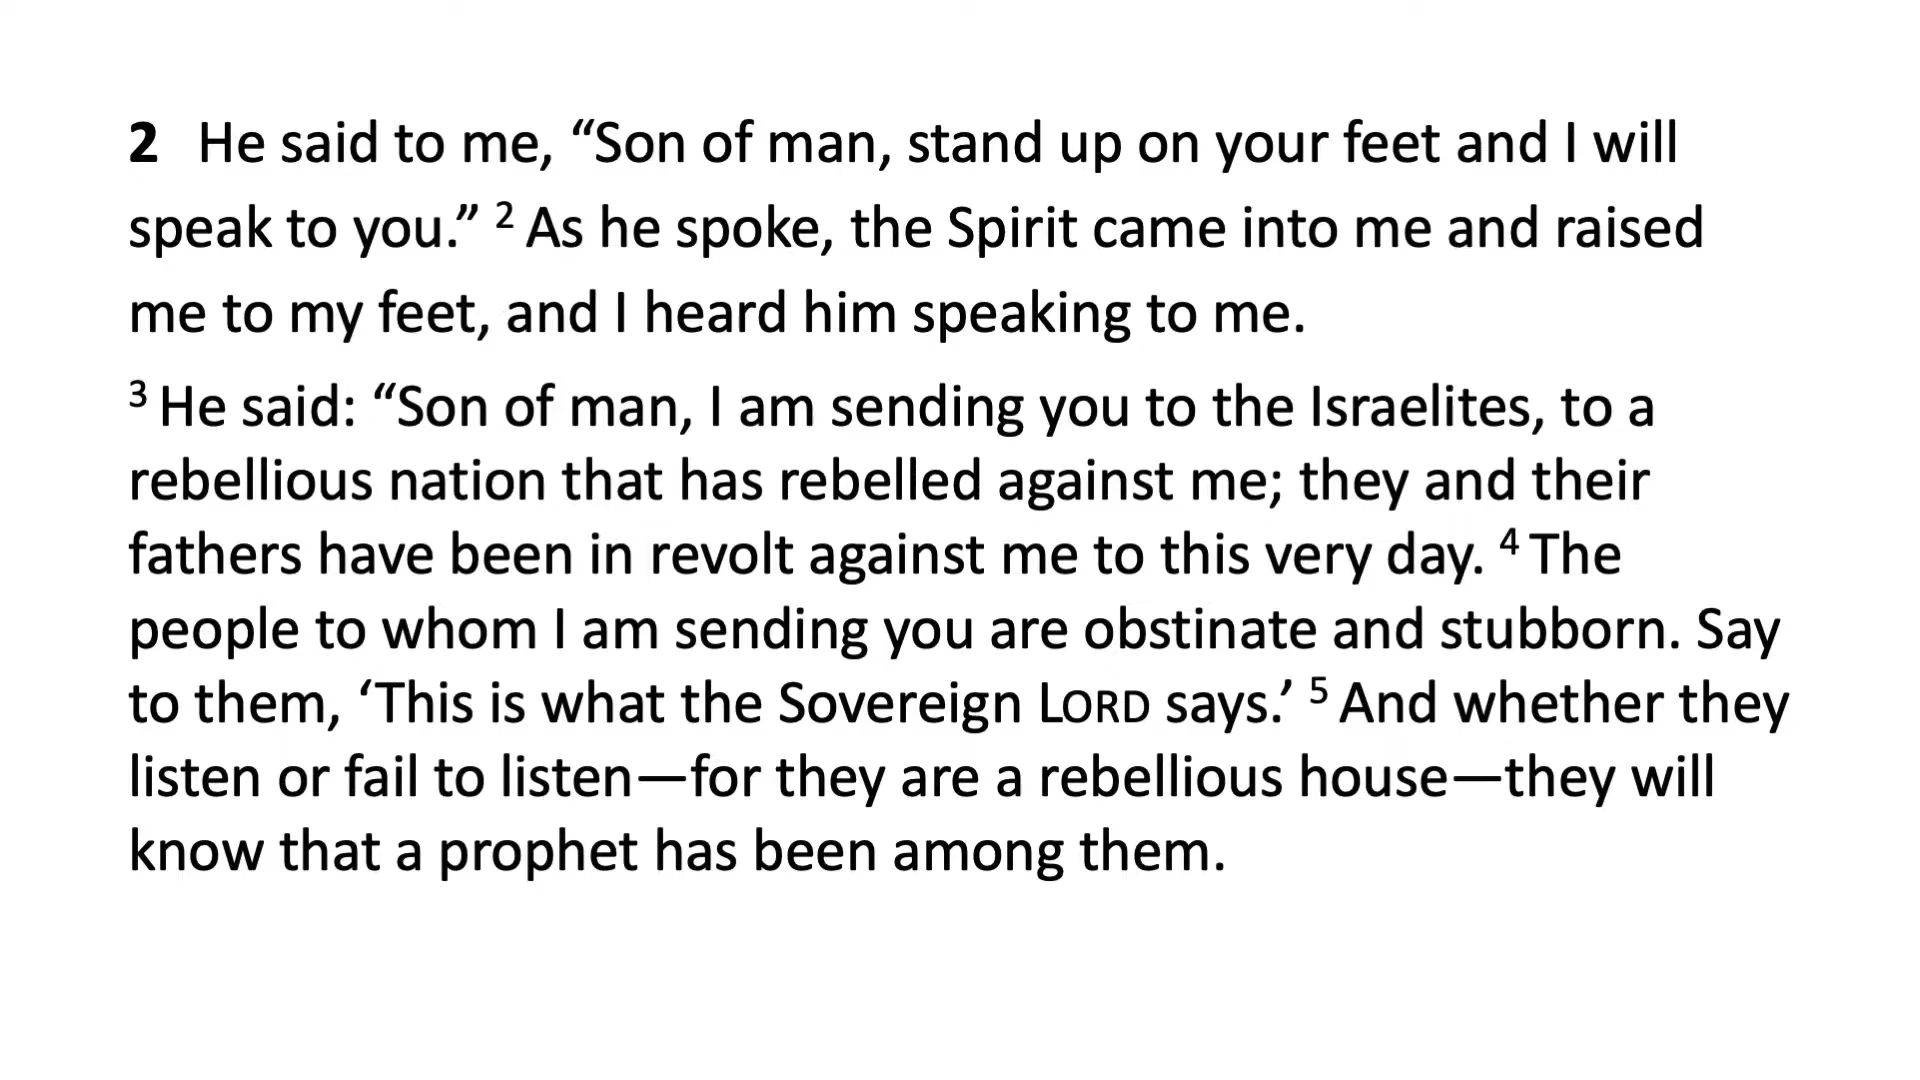 2 He said to me, “Son of man, stand up on your feet and I will
speak to you.” 2 As he spoke, the Spirit came into me and raised
me to my feet, and I heard him speaking to me.
3 He said: “Son of man, I am sending you to the Israelites, to a
rebellious nation that has rebelled against me; they and their
fathers have been in revolt against me to this very day. 4 The
people to whom I am sending you are obstinate and stubborn. Say
to them, ‘This is what the Sovereign LORD says.’ 5 And whether they
listen or fail to listen—for they are a rebellious house—they will
know that a prophet has been among them.